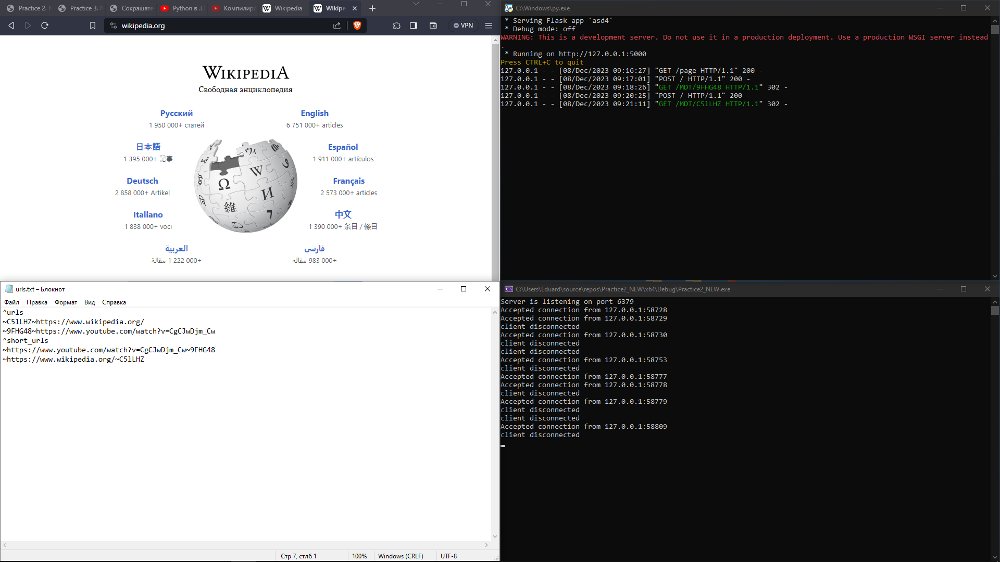 Practice 2. N
Practice 3. N
Сокращате
Python в .E
Компилиро
Wikipedia
Wikipe
wikipedia.org
VPN
WIKIPEDIA
Свободная энциклопедия
Русский
1 950 000+ статей
English
6 751 000+ articles
日本語
1 395 000+ 記事
Español
1 911 000+ artículos
Deutsch
2 858 000+ Artikel
Français
2 573 000+ articles
Italiano
1 838 000+ voci
中文
1 390 000+ 条目 / 條目
العربية
1 222 000+ مقالة
فارسی
983 000+ مقاله
Ω
W
И
維
C:\Windows\py.exe
* Serving Flask app 'asd4'
* Debug mode: off
WARNING: This is a development server. Do not use it in a production deployment. Use a production WSGI server instead
.
* Running on http://127.0.0.1:5000
Press CTRL+C to quit
127.0.0.1 - - [08/Dec/2023 09:16:27] "GET /page HTTP/1.1" 200 -
127.0.0.1 - - [08/Dec/2023 09:17:01] "POST / HTTP/1.1" 200 -
127.0.0.1 - - [08/Dec/2023 09:18:26] "GET /MDT/9FHG48 HTTP/1.1" 302 -
127.0.0.1 - - [08/Dec/2023 09:20:25] "POST / HTTP/1.1" 200 -
127.0.0.1 - - [08/Dec/2023 09:21:11] "GET /MDT/C5lLHZ HTTP/1.1" 302 -
urls.txt – Блокнот
Файл Правка Формат Вид Справка
^urls
~C5lLHZ~https://www.wikipedia.org/
~9FHG48~https://www.youtube.com/watch?v=CgCJwDjm_Cw
^short_urls
~https://www.youtube.com/watch?v=CgCJwDjm_Cw~9FHG48
~https://www.wikipedia.org/~C5lLHZ
Стр 7, стлб 1
100%
Windows (CRLF)
UTF-8
C:\Users\Eduard\source\repos\Practice2_NEW\x64\Debug\Practice2_NEW.exe
Server is listening on port 6379
Accepted connection from 127.0.0.1:58728
Accepted connection from 127.0.0.1:58729
client disconnected
Accepted connection from 127.0.0.1:58730
client disconnected
client disconnected
Accepted connection from 127.0.0.1:58753
client disconnected
Accepted connection from 127.0.0.1:58777
Accepted connection from 127.0.0.1:58778
client disconnected
Accepted connection from 127.0.0.1:58779
client disconnected
client disconnected
Accepted connection from 127.0.0.1:58809
client disconnected